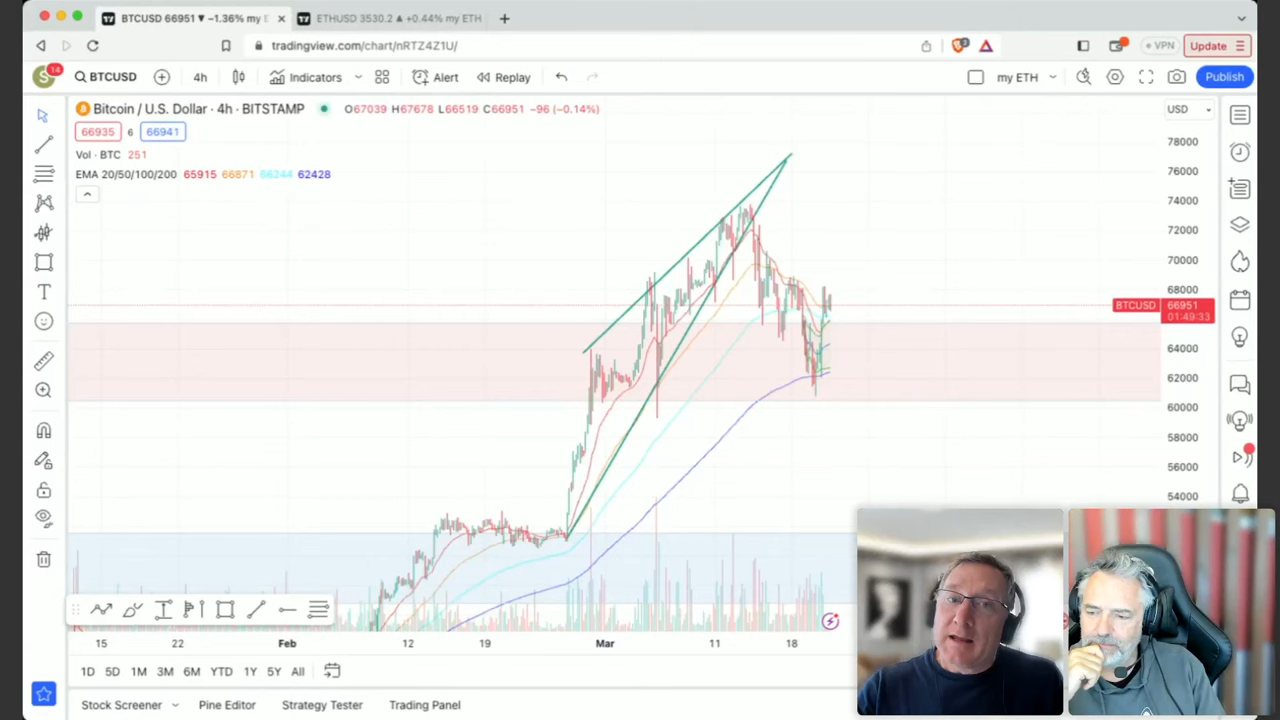 BTCUSD 66951 ▼ −1.36% my E
ETHUSD 3530.2 ▲ +0.44% my ETH
tradingview.com/chart/nRTZ4Z1U/
2
VPN
Update
S
14
BTCUSD
4h
Indicators
Alert
Replay
my ETH
Publish
Bitcoin / U.S. Dollar · 4h · BITSTAMP
O67039 H67678 L66519 C66951 −96 (−0.14%)
USD
66935 6 66941
Vol · BTC 251
EMA 20/50/100/200 65915 66871 66244 62428
78000
76000
74000
72000
70000
68000
BTCUSD 66951
01:49:33
64000
62000
60000
58000
56000
54000
15 22 Feb 12 19 Mar 11 18
1D 5D 1M 3M 6M YTD 1Y 5Y All
Stock Screener Pine Editor Strategy Tester Trading Panel